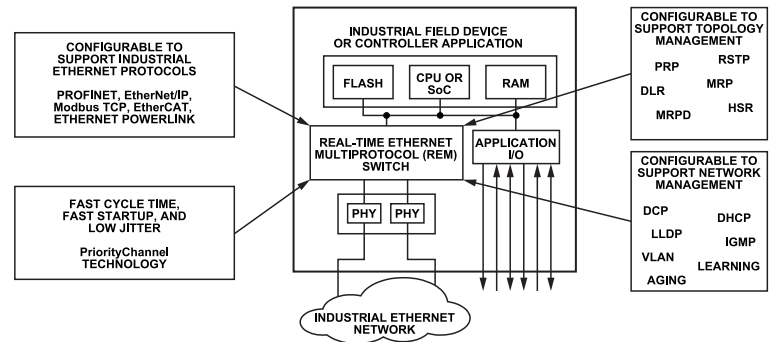 CONFIGURABLE TO
SUPPORT INDUSTRIAL
ETHERNET PROTOCOLS
PROFINET, EtherNet/IP,
Modbus TCP, EtherCAT,
ETHERNET POWERLINK
FAST CYCLE TIME,
FAST STARTUP, AND
LOW JITTER
PriorityChannel
TECHNOLOGY
INDUSTRIAL FIELD DEVICE
OR CONTROLLER APPLICATION
FLASH
CPU OR
SoC
RAM
REAL-TIME ETHERNET
MULTIPROTOCOL (REM)
SWITCH
APPLICATION
I/O
PHY
PHY
INDUSTRIAL ETHERNET
NETWORK
CONFIGURABLE TO
SUPPORT TOPOLOGY
MANAGEMENT
PRP
RSTP
DLR
MRP
MRPD
HSR
CONFIGURABLE TO
SUPPORT NETWORK
MANAGEMENT
DCP
DHCP
LLDP
IGMP
VLAN
LEARNING
AGING